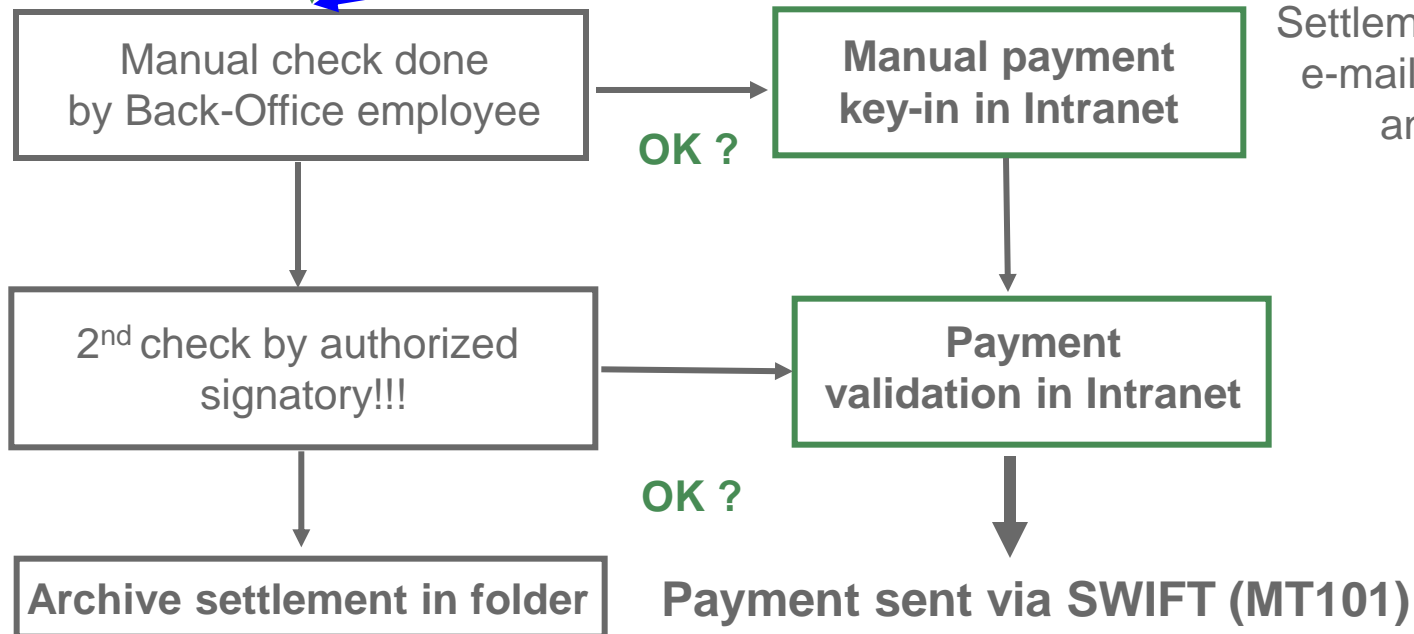 Manual check done
by Back-Office employee
OK ?
Manual payment
key-in in Intranet
e-mail
2nd check by authorized
signatory!!!
Payment
validation in Intranet
OK ?
Archive settlement in folder
Payment sent via SWIFT (MT101)